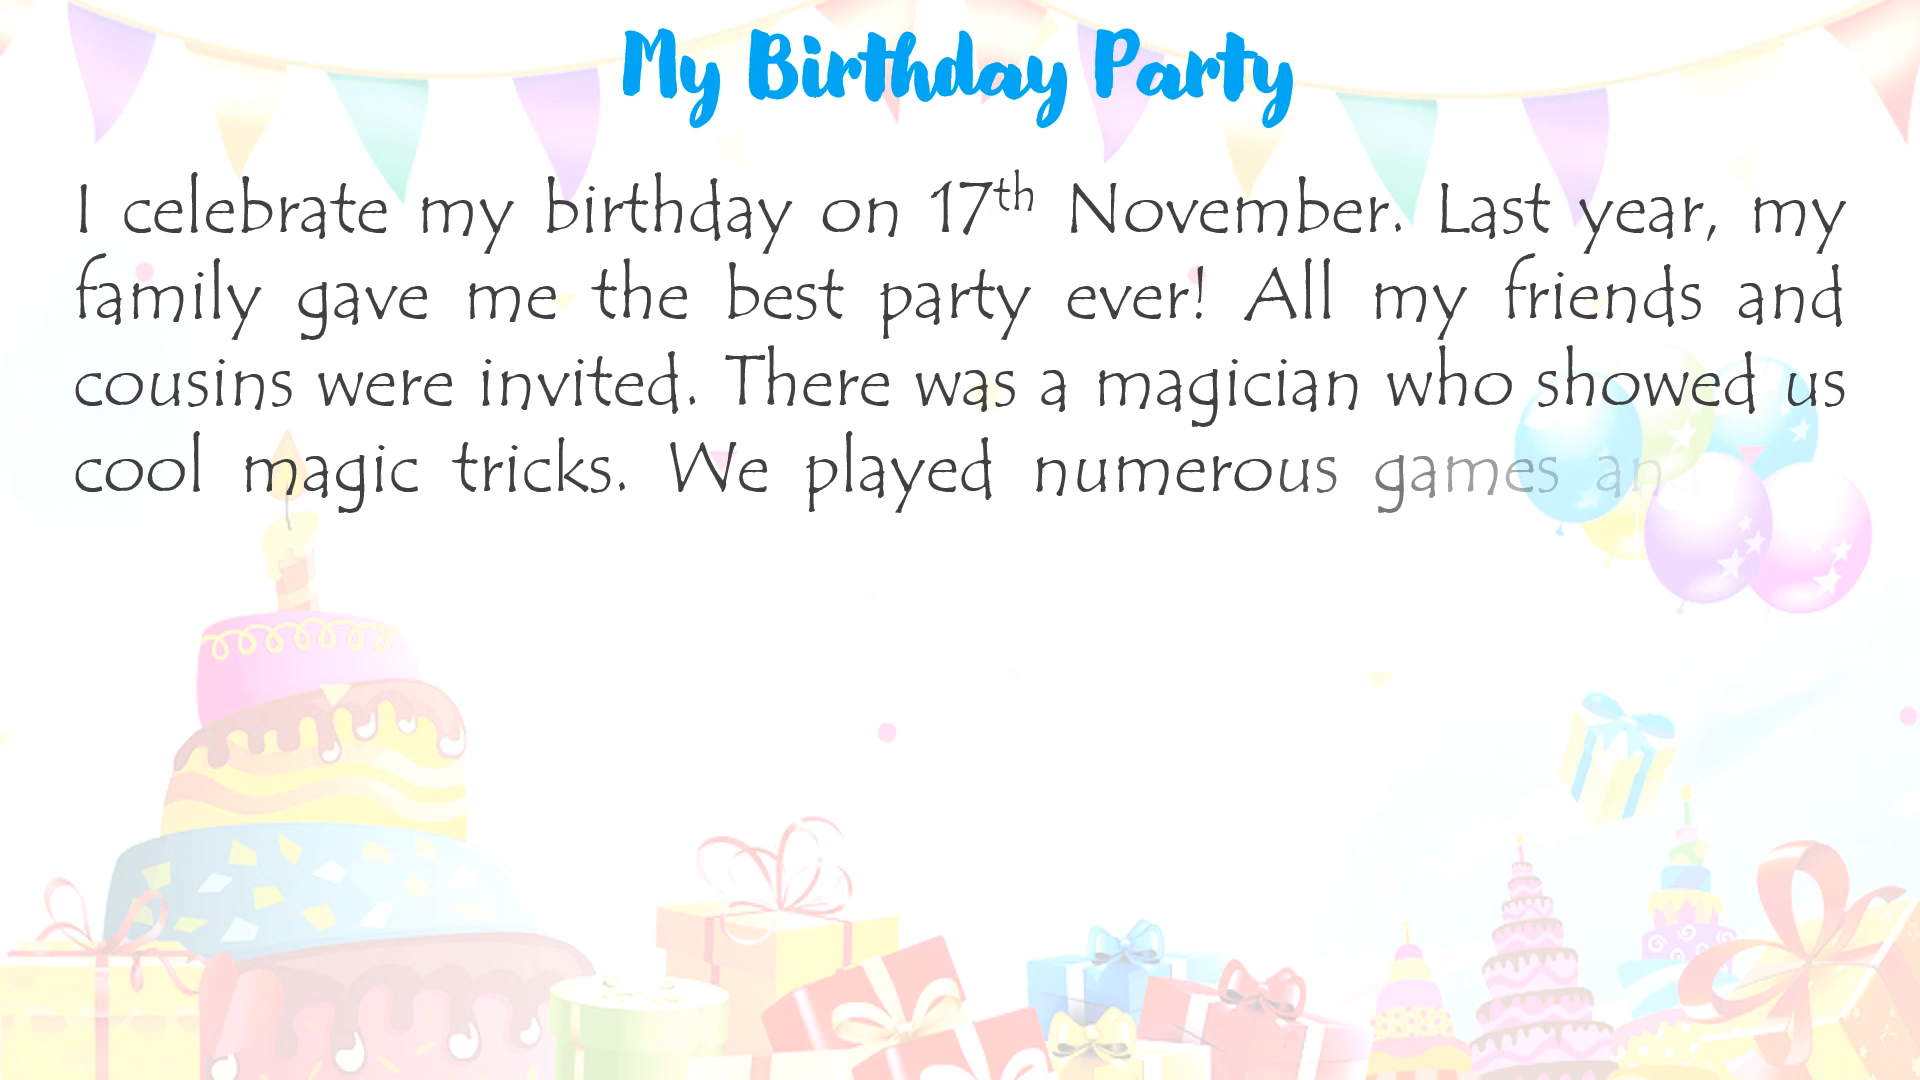 My Birthday Party
I celebrate my birthday on 17th November. Last year, my
family gave me the best party ever! All my friends and
cousins were invited. There was a magician who showed us
cool magic tricks. We played numerous games an